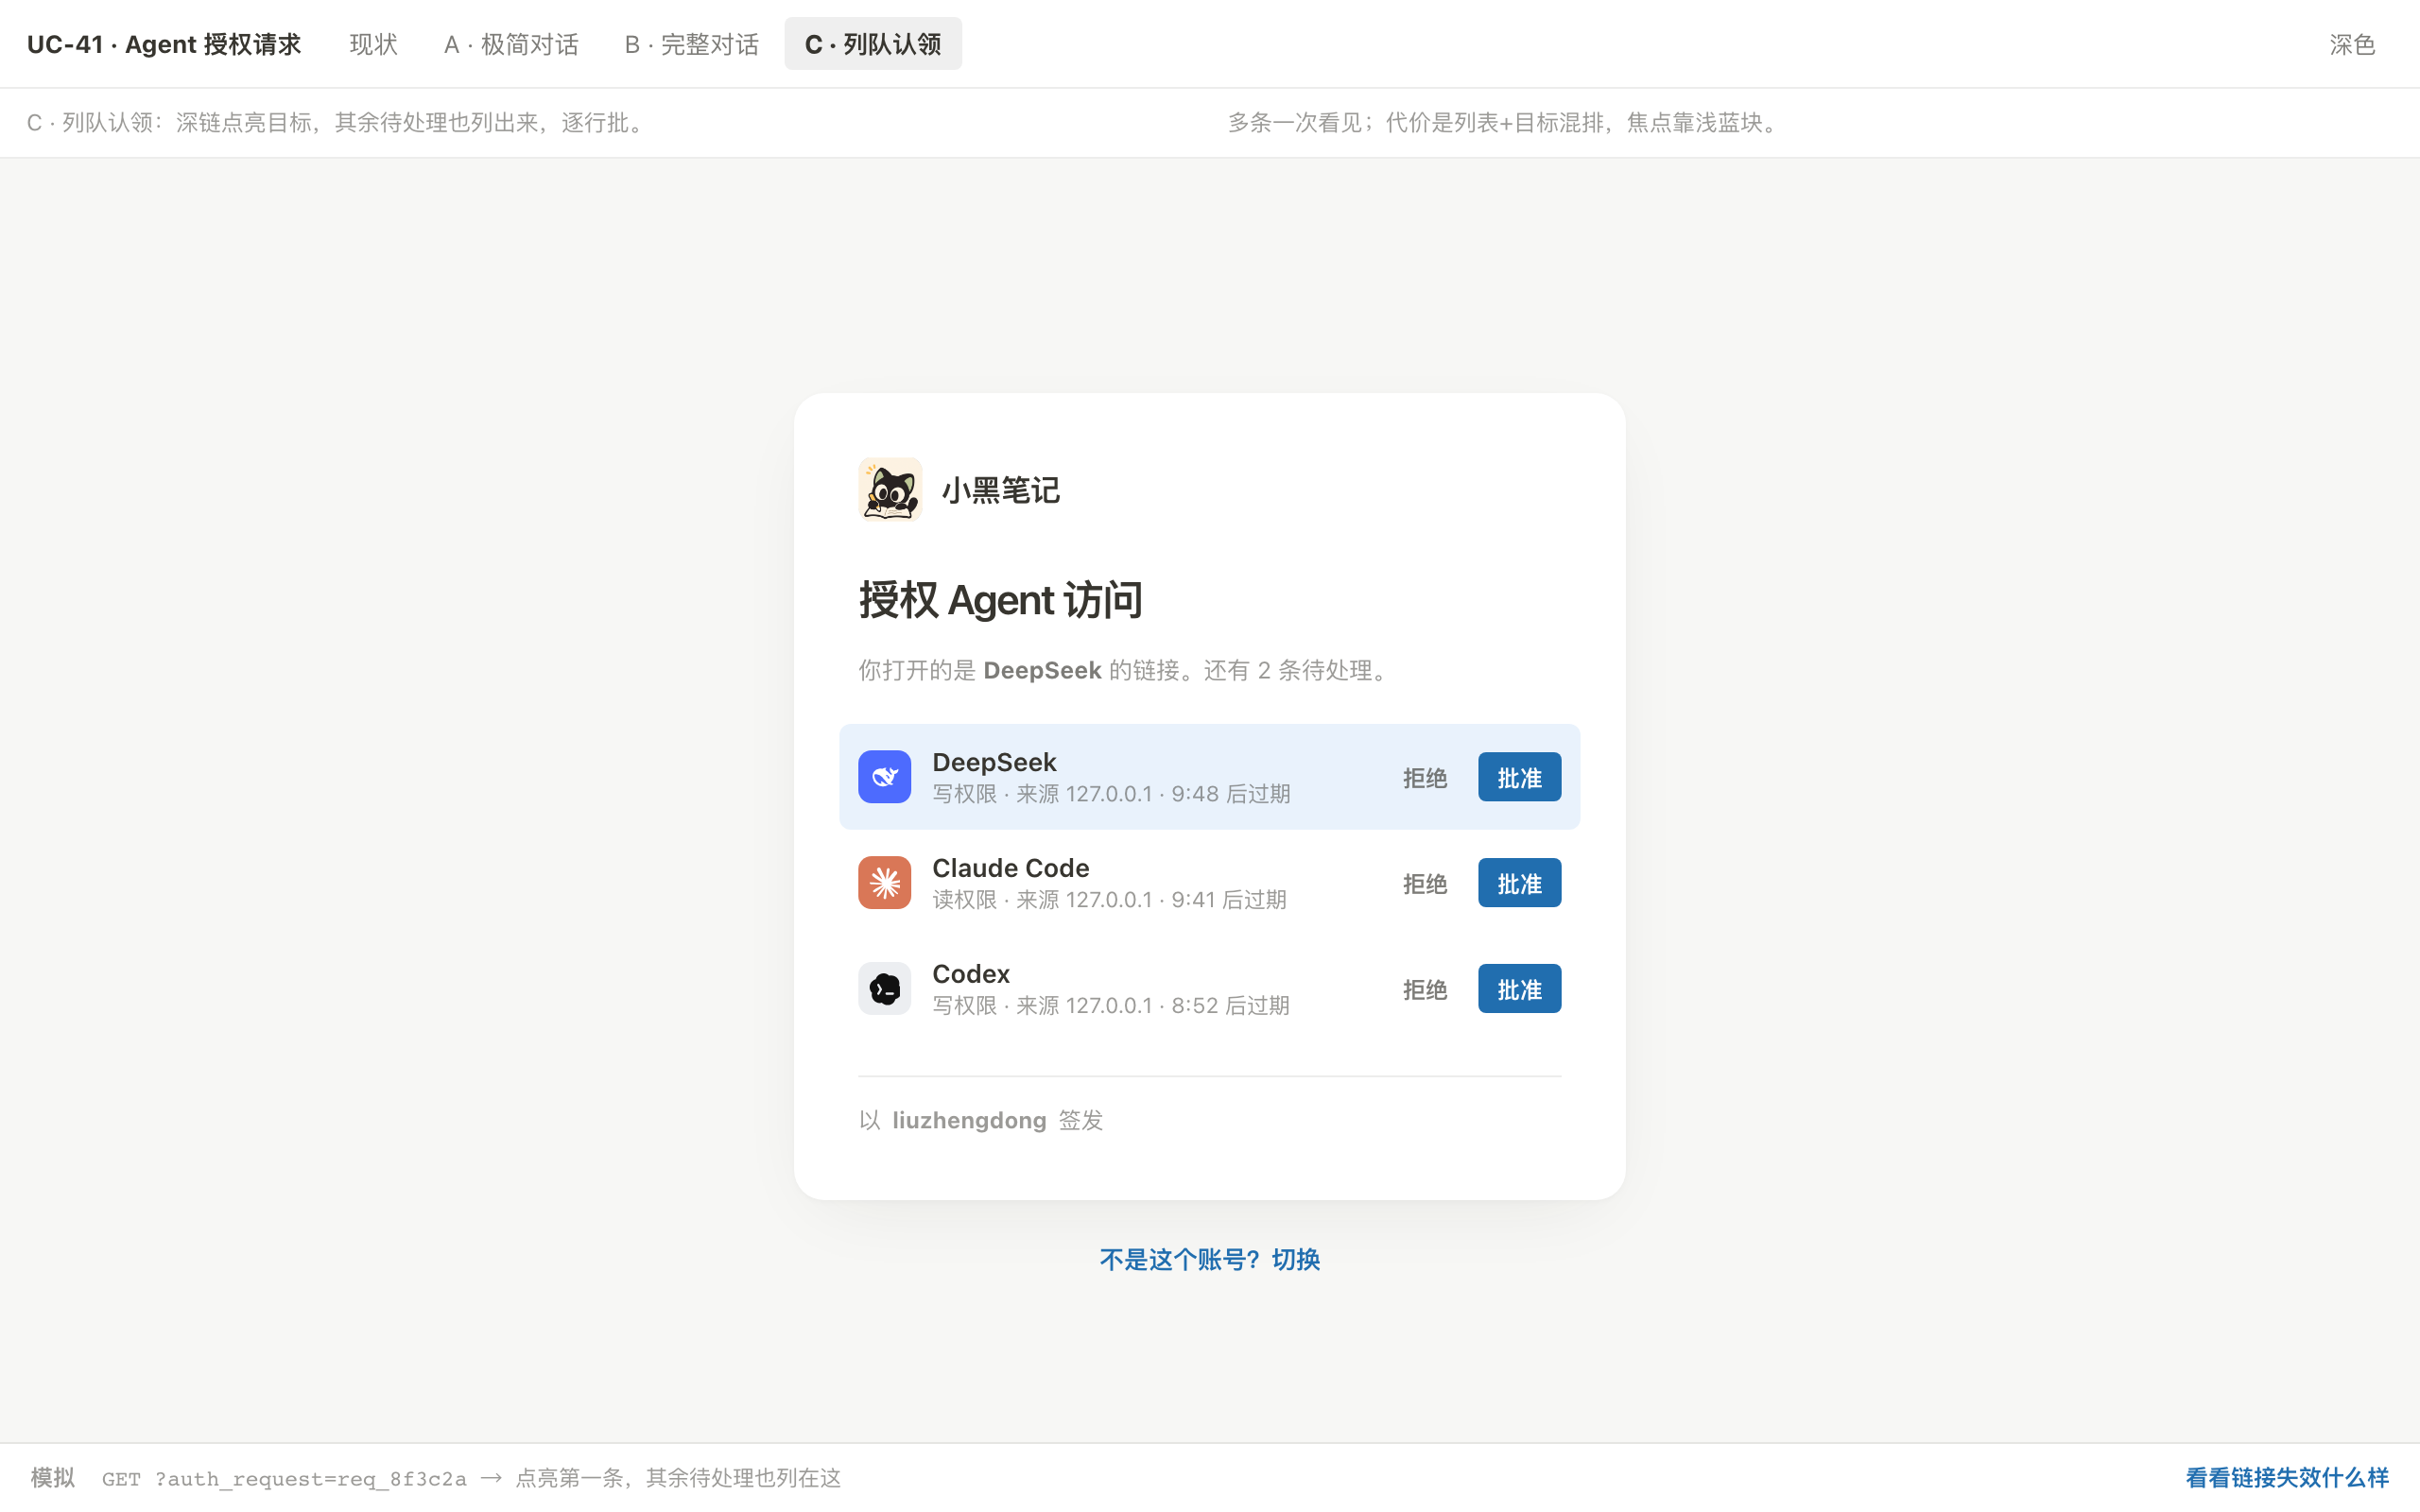 UC-41 · Agent 授权请求 现状 A · 极简对话 B · 完整对话 C · 列队认领 深色
C · 列队认领：深链点亮目标，其余待处理也列出来，逐行批。 多条一次看见；代价是列表+目标混排，焦点靠浅蓝块。
小黑笔记
授权 Agent 访问
你打开的是 DeepSeek 的链接。还有 2 条待处理。
DeepSeek
写权限 · 来源 127.0.0.1 · 9:48 后过期
拒绝 批准
Claude Code
读权限 · 来源 127.0.0.1 · 9:41 后过期
拒绝 批准
Codex
写权限 · 来源 127.0.0.1 · 8:52 后过期
拒绝 批准
以 liuzhengdong 签发
不是这个账号？切换
模拟 GET ?auth_request=req_8f3c2a → 点亮第一条，其余待处理也列在这 看看链接失效什么样